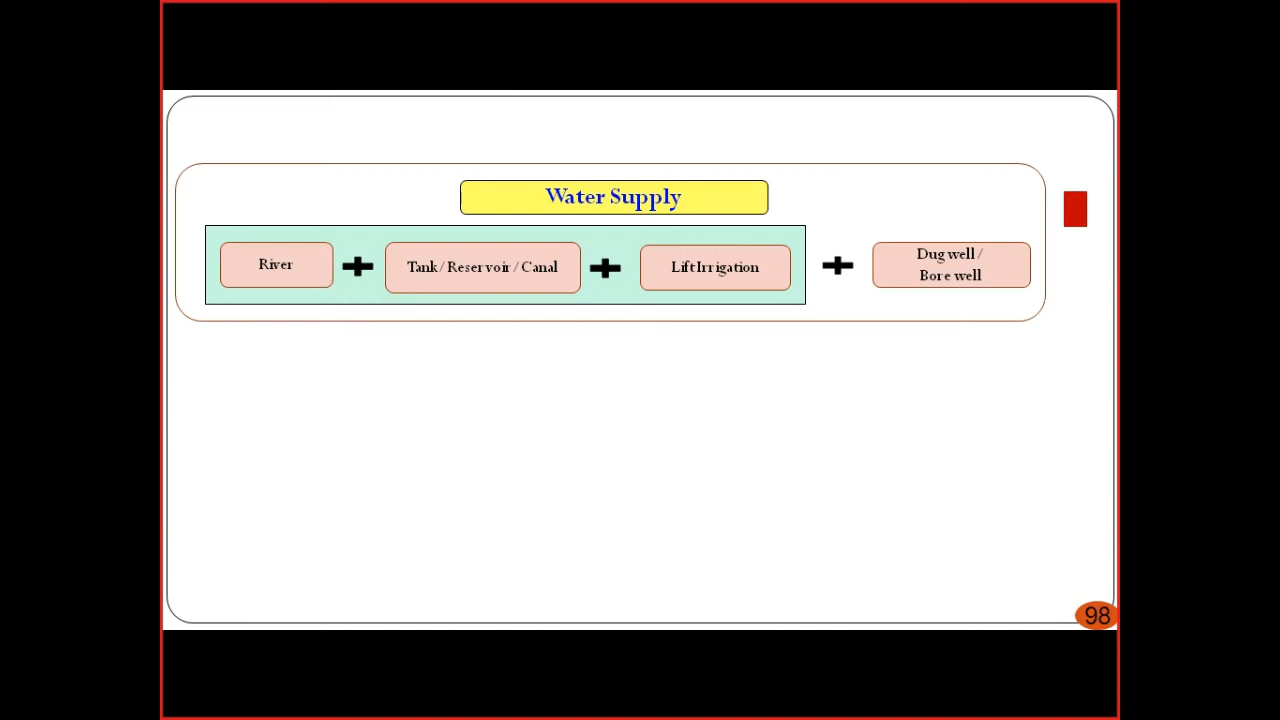 Water Supply
River
Tank / Reservoir / Canal
Lift Irrigation
Dug well /
Bore well
98